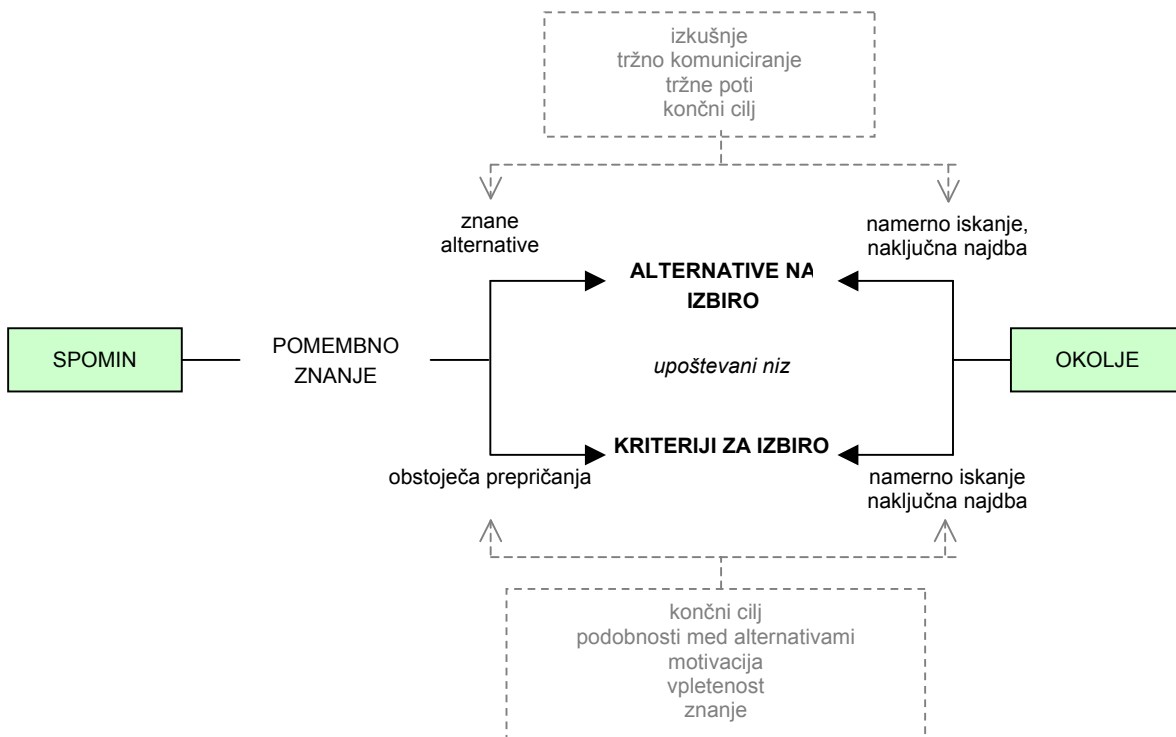 izkušnje
tržno komuniciranje
tržne poti
končni cilj
znane
alternative
namerno iskanje,
naključna najdba
ALTERNATIVE NA
IZBIRO
SPOMIN
POMEMBNO
ZNANJE
upoštevani niz
OKOLJE
KRITERIJI ZA IZBIRO
obstoječa prepričanja
namerno iskanje
naključna najdba
končni cilj
podobnosti med alternativami
motivacija
vpletenost
znanje